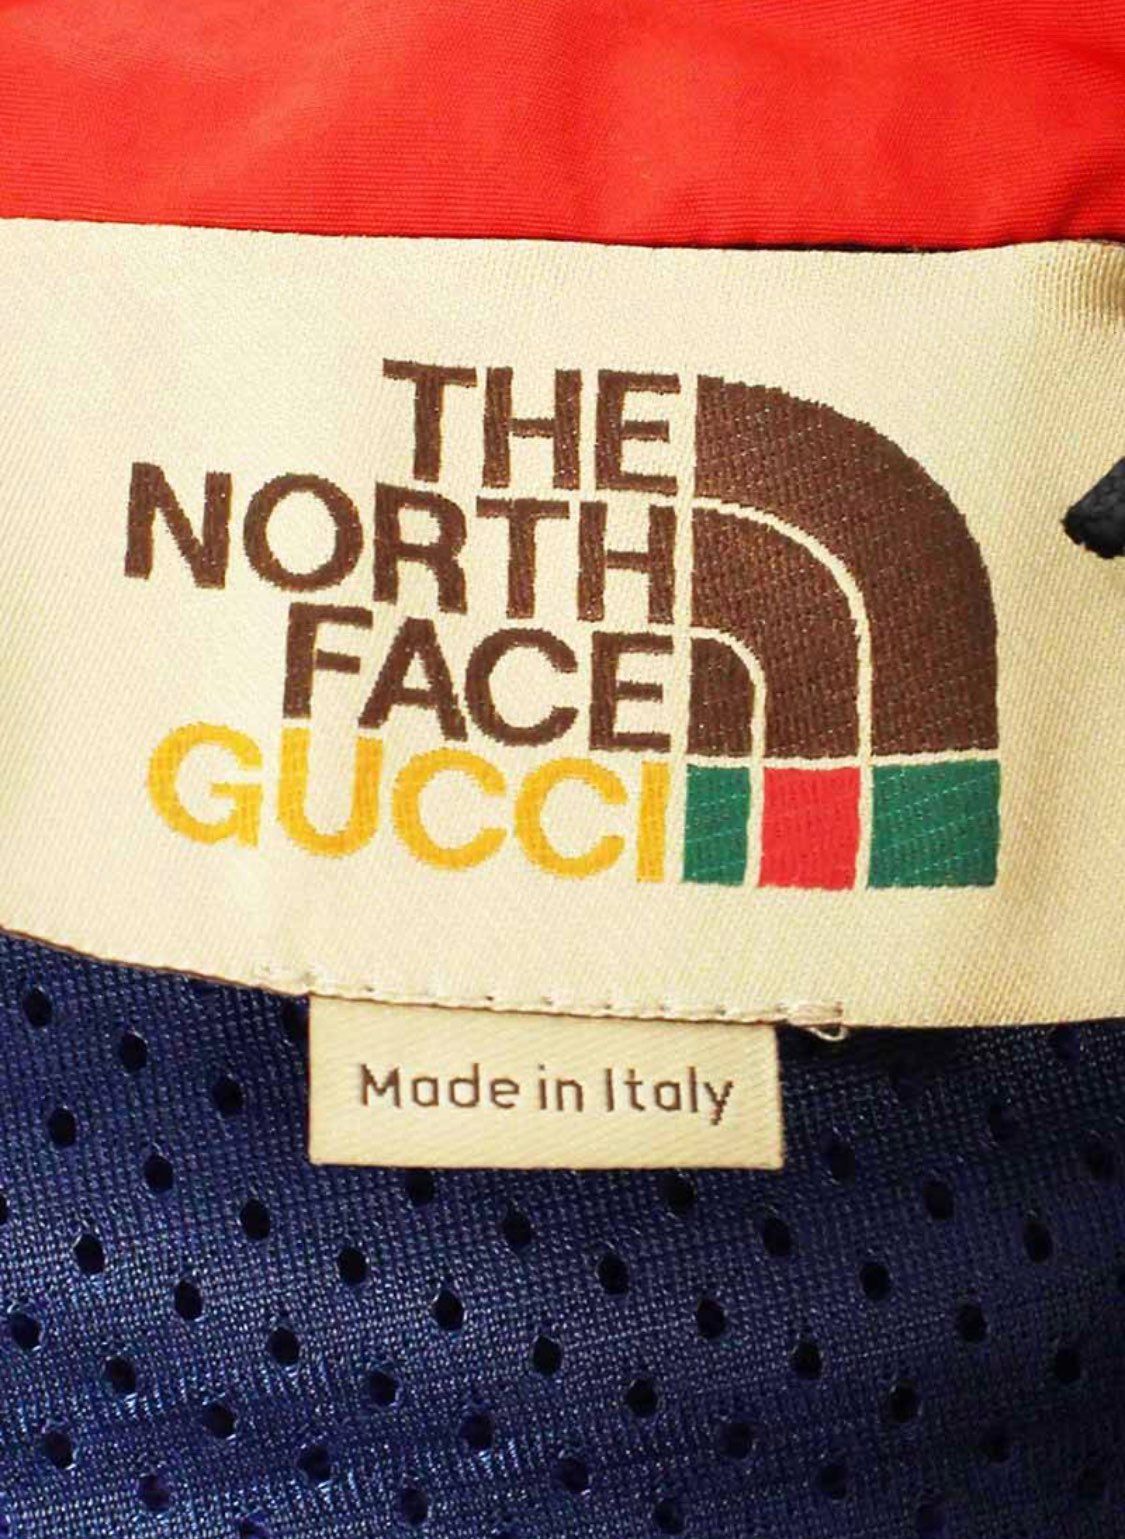 THE
NORTH
FACE
GUCCI
Made in Italy